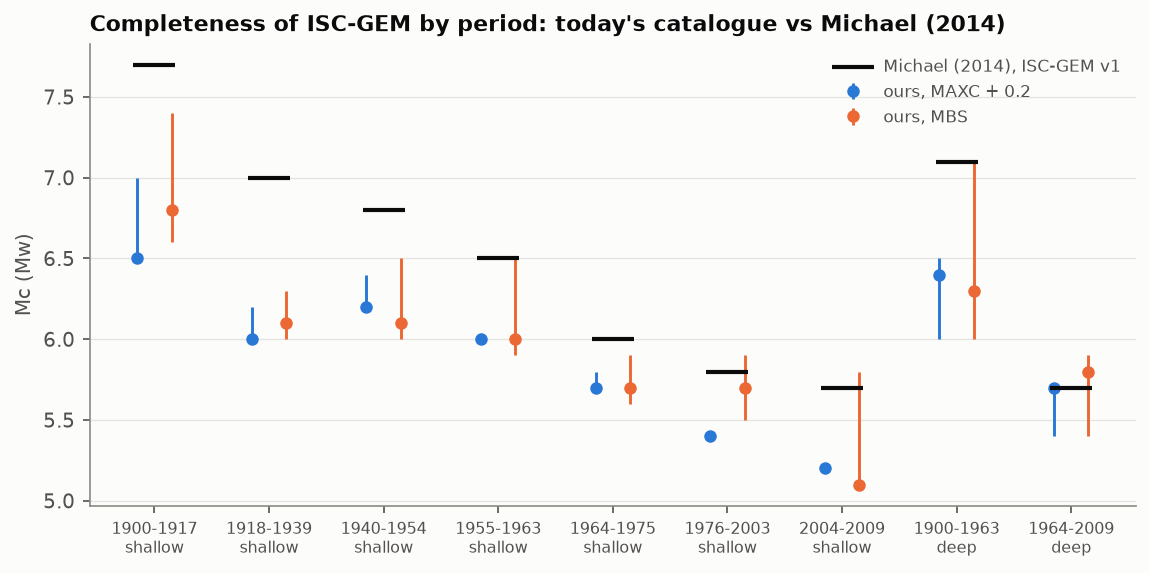 Completeness of ISC-GEM by period: today's catalogue vs Michael (2014)
Michael (2014), ISC-GEM v1
ours, MAXC + 0.2
ours, MBS
Mc (Mw)
7.5
7.0
6.5
6.0
5.5
5.0
1900-1917
shallow
1918-1939
shallow
1940-1954
shallow
1955-1963
shallow
1964-1975
shallow
1976-2003
shallow
2004-2009
shallow
1900-1963
deep
1964-2009
deep